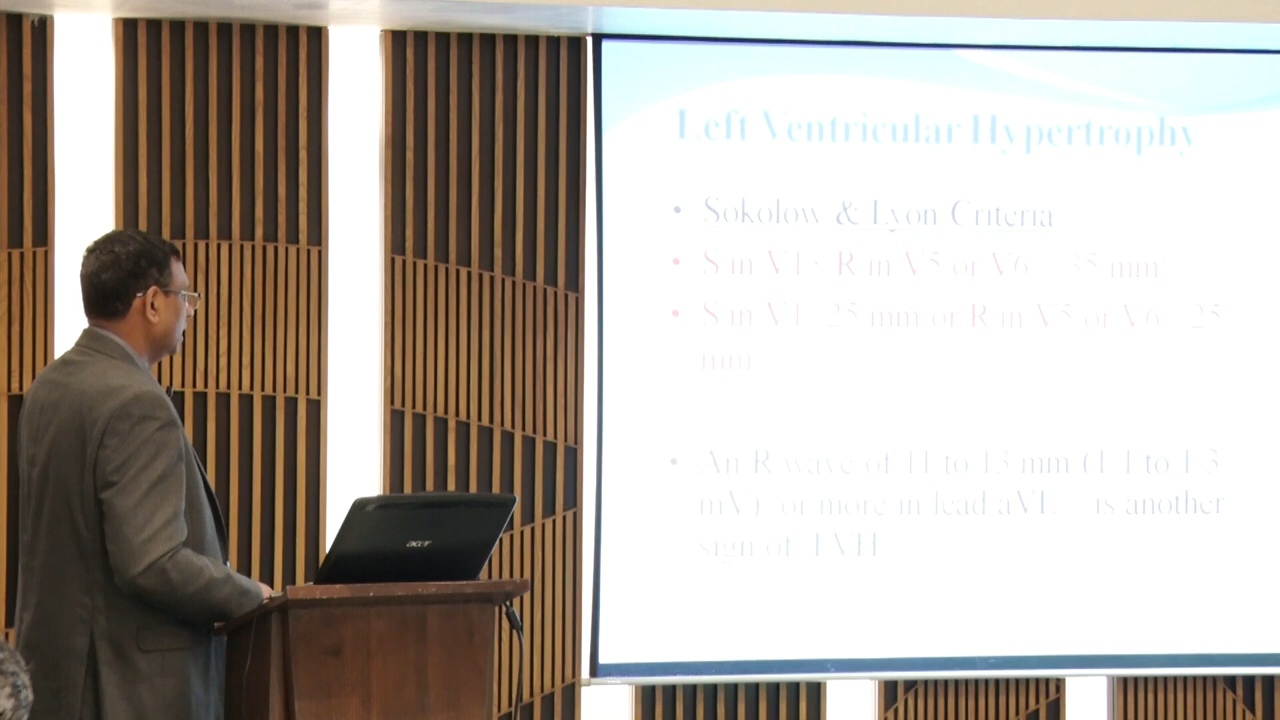 Left Ventricular Hypertrophy
• Sokolow & Lyon Criteria
• S in V1+ R in V5 or V6 35 mm
• S in V1 25 mm or R in V5 or V6 25
mm
• An R wave of 11 to 13 mm (1.1 to 1.3
mV) or more in lead aVL is another
sign of LVH
acer